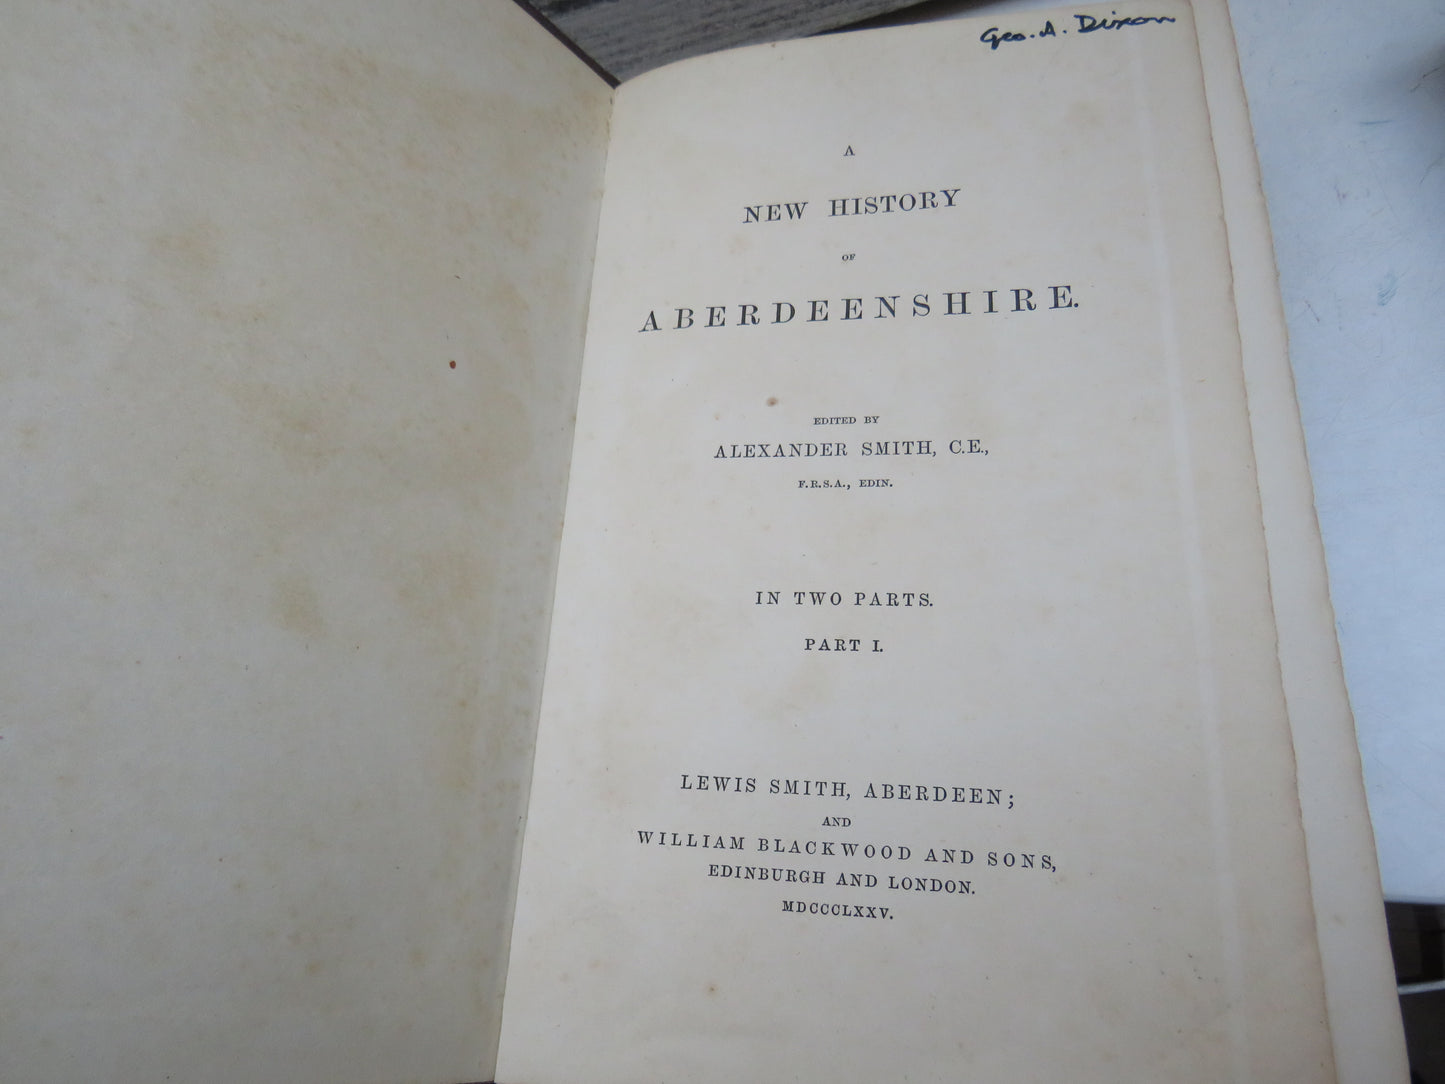 Geo. A. Dixon
A
NEW HISTORY
OF
ABERDEENSHIRE.
EDITED BY
ALEXANDER SMITH, C.E.,
F.R.S.A., EDIN.
IN TWO PARTS.
PART I.
LEWIS SMITH, ABERDEEN;
AND
WILLIAM BLACKWOOD AND SONS,
EDINBURGH AND LONDON.
MDCCCLXXV.